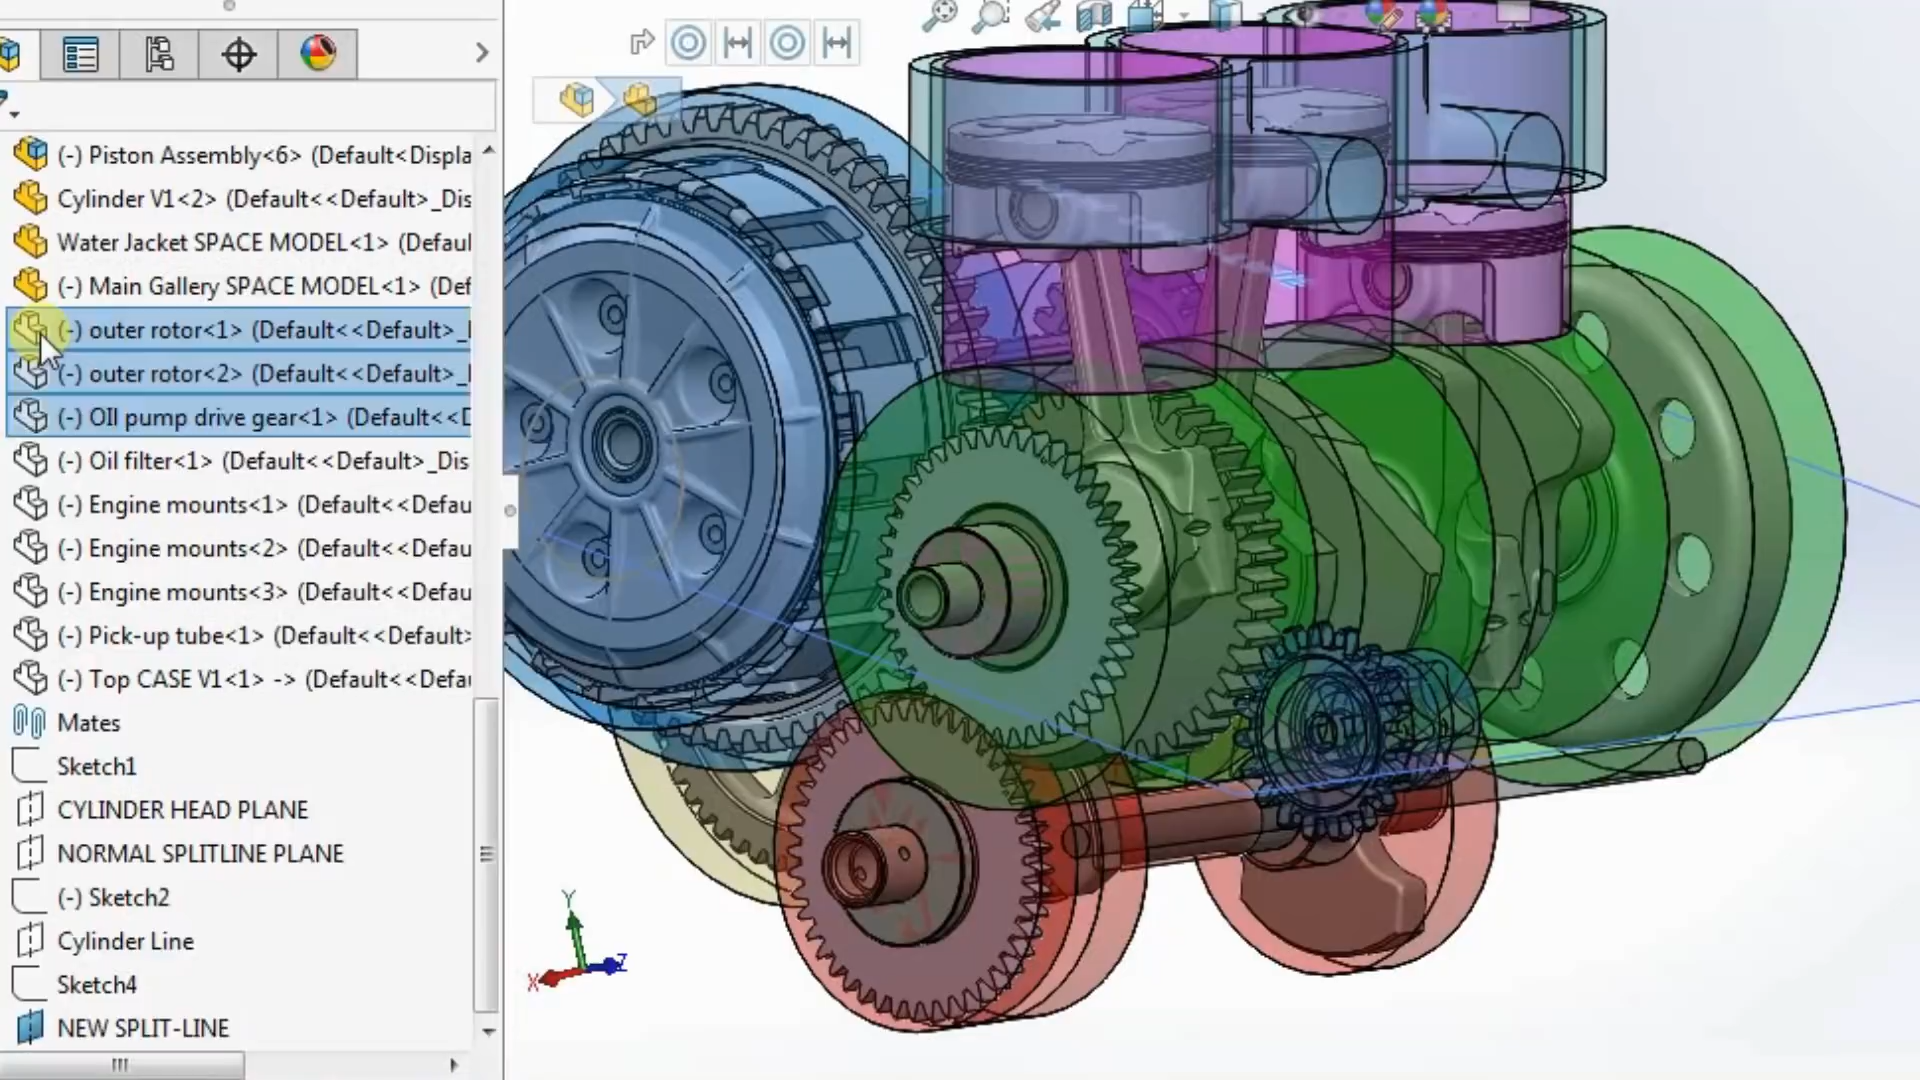 (-) Piston Assembly<6> (Default<Displa
Cylinder V1<2> (Default<<Default>_Dis
Water Jacket SPACE MODEL<1> (Defaul
(-) Main Gallery SPACE MODEL<1> (Def
(-) outer rotor<1> (Default<<Default>_
(-) outer rotor<2> (Default<<Default>_
(-) OIl pump drive gear<1> (Default<<D
(-) Oil filter<1> (Default<<Default>_Dis
(-) Engine mounts<1> (Default<<Defau
(-) Engine mounts<2> (Default<<Defau
(-) Engine mounts<3> (Default<<Defau
(-) Pick-up tube<1> (Default<<Default>
(-) Top CASE V1<1> -> (Default<<Defau
Mates
Sketch1
CYLINDER HEAD PLANE
NORMAL SPLITLINE PLANE
(-) Sketch2
Cylinder Line
Sketch4
NEW SPLIT-LINE
Y
X
Z